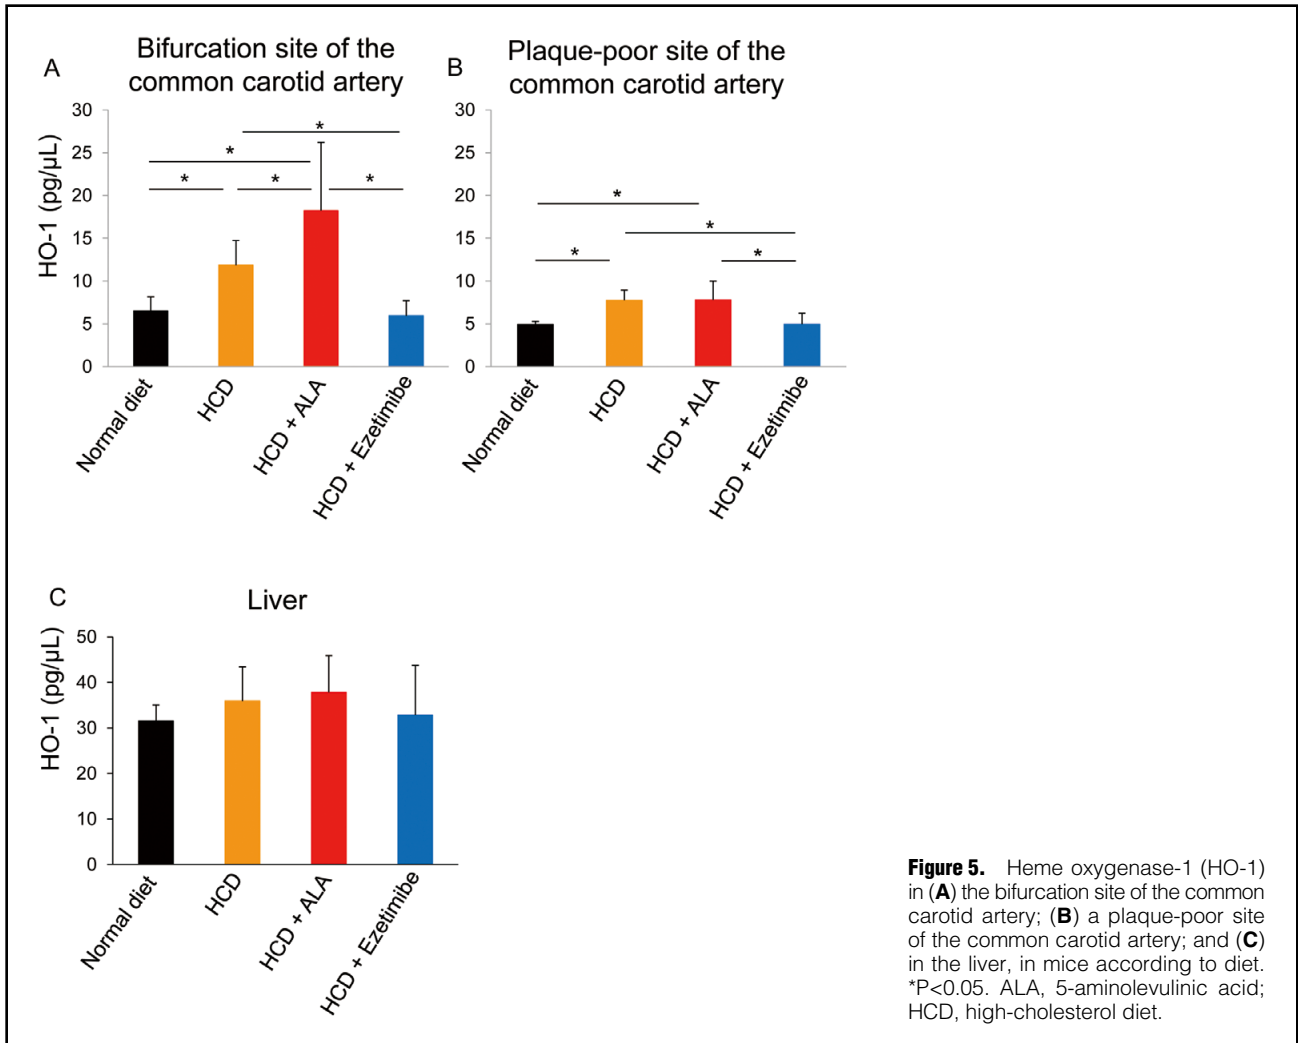 A
Bifurcation site of the
common carotid artery
HO-1 (pg/µL)
30
25
20
15
10
5
0
*
*
*
*
*
Normal diet
HCD
HCD + ALA
HCD + Ezetimibe
B
Plaque-poor site of the
common carotid artery
30
25
20
15
10
5
0
*
*
*
*
Normal diet
HCD
HCD + ALA
HCD + Ezetimibe
C
Liver
HO-1 (pg/µL)
50
40
30
20
10
0
Normal diet
HCD
HCD + ALA
HCD + Ezetimibe
Figure 5. Heme oxygenase-1 (HO-1)
in (A) the bifurcation site of the common
carotid artery; (B) a plaque-poor site
of the common carotid artery; and (C)
in the liver, in mice according to diet.
*P<0.05. ALA, 5-aminolevulinic acid;
HCD, high-cholesterol diet.